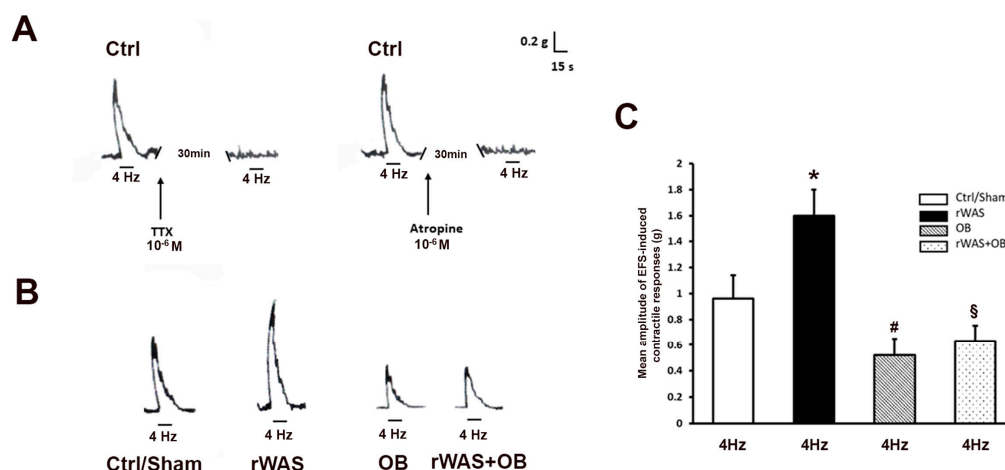 A
Ctrl
30min
4 Hz
4 Hz
TTX
10-6 M
Ctrl
30min
4 Hz
4 Hz
Atropine
10-6 M
0.2 g
15 s
B
4 Hz
4 Hz
4 Hz
4 Hz
Ctrl/Sham
rWAS
OB
rWAS+OB
C
Mean amplitude of EFS-induced
contractile responses (g)
2
1.8
1.6
1.4
1.2
1
0.8
0.6
0.4
0.2
0
*
#
§
4Hz
4Hz
4Hz
4Hz
Ctrl/Sham
rWAS
OB
rWAS+OB